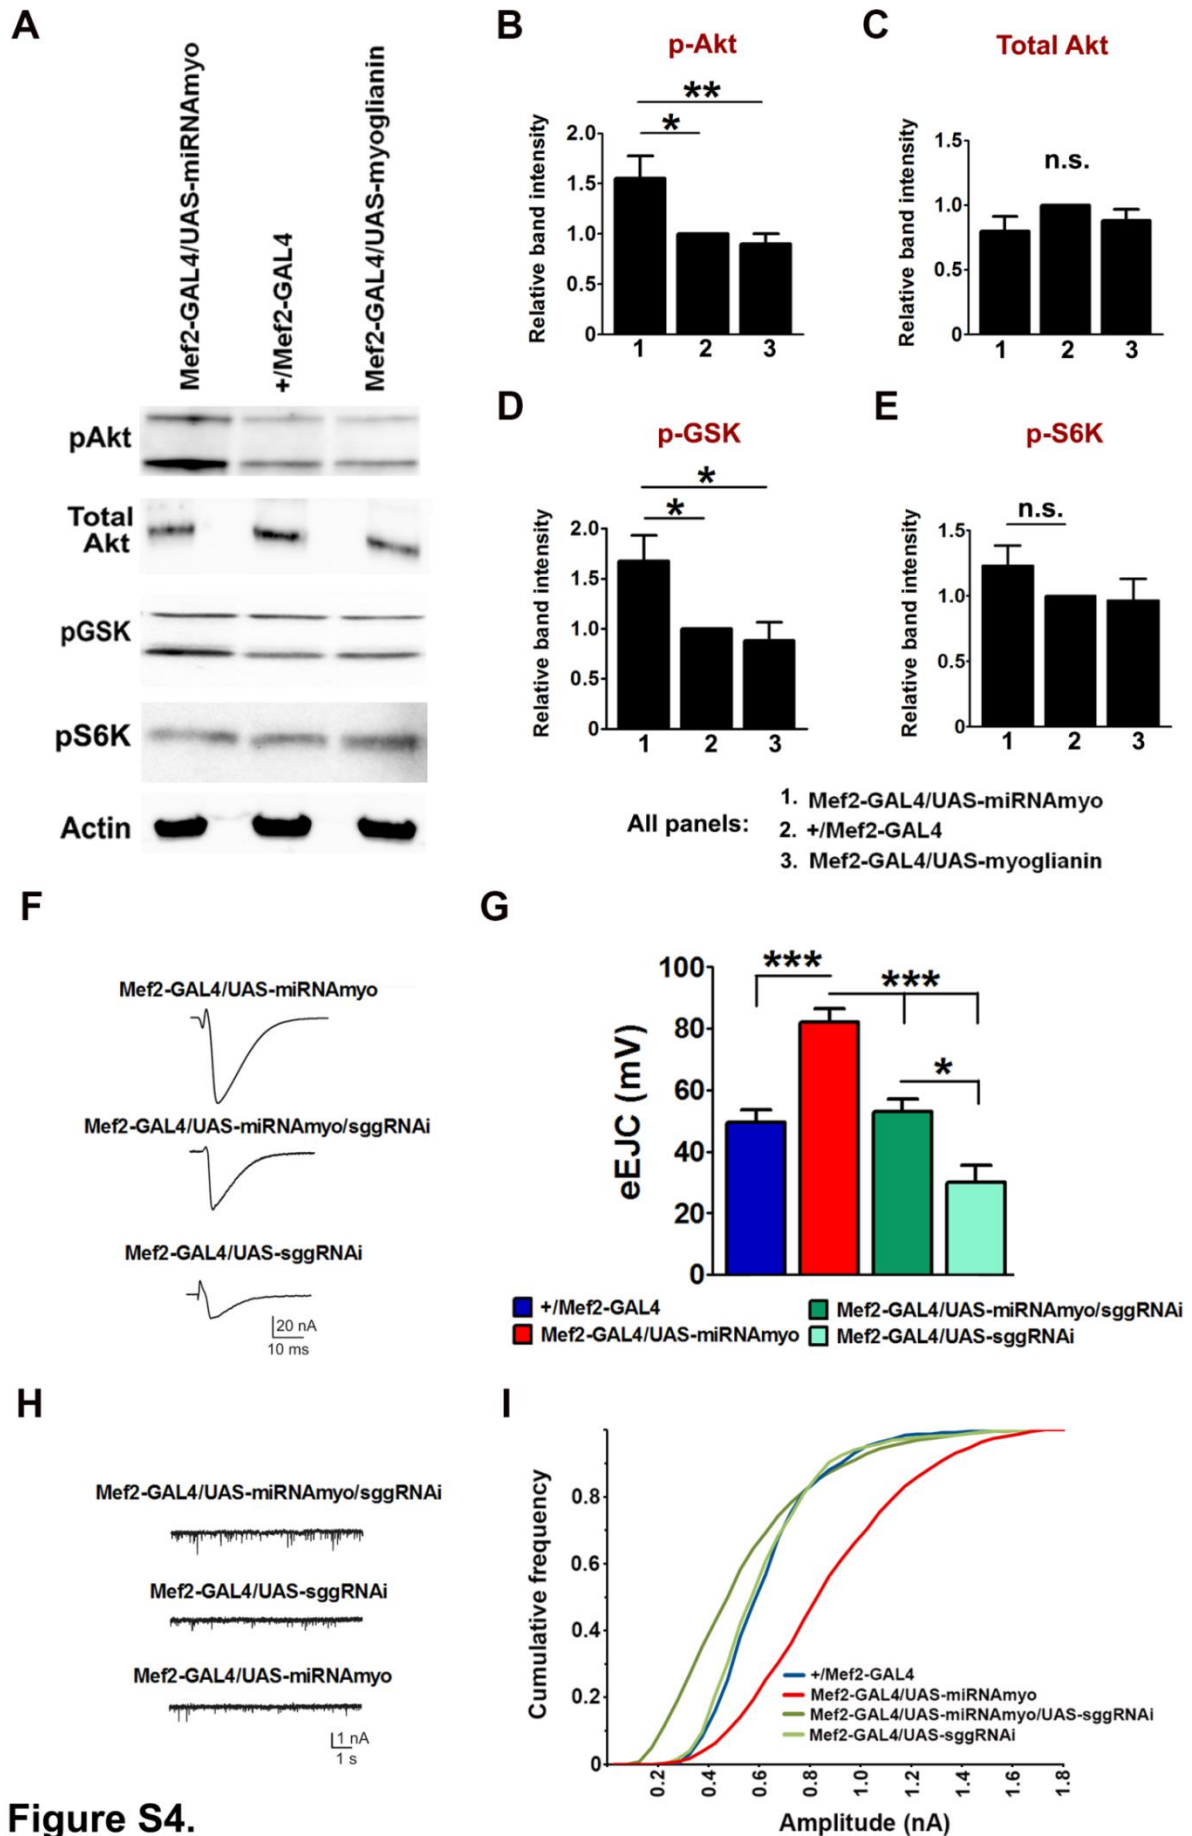 A
Mef2-GAL4/UAS-miRNAmyo
+/Mef2-GAL4
Mef2-GAL4/UAS-myoglianin
pAkt
Total
Akt
pGSK
pS6K
Actin
B
p-Akt
**
*
Relative band intensity
2.0
1.5
1.0
0.5
0
1 2 3
C
Total Akt
n.s.
Relative band intensity
1.5
1.0
0.5
0
1 2 3
D
p-GSK
*
*
Relative band intensity
2.0
1.5
1.0
0.5
0
1 2 3
E
p-S6K
n.s.
Relative band intensity
1.5
1.0
0.5
0
1 2 3
All panels:
1. Mef2-GAL4/UAS-miRNAmyo
2. +/Mef2-GAL4
3. Mef2-GAL4/UAS-myoglianin
F
Mef2-GAL4/UAS-miRNAmyo
Mef2-GAL4/UAS-miRNAmyo/sggRNAi
Mef2-GAL4/UAS-sggRNAi
20 nA
10 ms
G
***
***
*
eEJC (mV)
100
80
60
40
20
0
+/Mef2-GAL4
Mef2-GAL4/UAS-miRNAmyo
Mef2-GAL4/UAS-miRNAmyo/sggRNAi
Mef2-GAL4/UAS-sggRNAi
H
Mef2-GAL4/UAS-miRNAmyo/sggRNAi
Mef2-GAL4/UAS-sggRNAi
Mef2-GAL4/UAS-miRNAmyo
1 nA
1 s
I
Cumulative frequency
0.8
0.6
0.4
0.2
0
+/Mef2-GAL4
Mef2-GAL4/UAS-miRNAmyo
Mef2-GAL4/UAS-miRNAmyo/UAS-sggRNAi
Mef2-GAL4/UAS-sggRNAi
0.2 0.4 0.6 0.8 1.0 1.2 1.4 1.6 1.8
Amplitude (nA)
Figure S4.